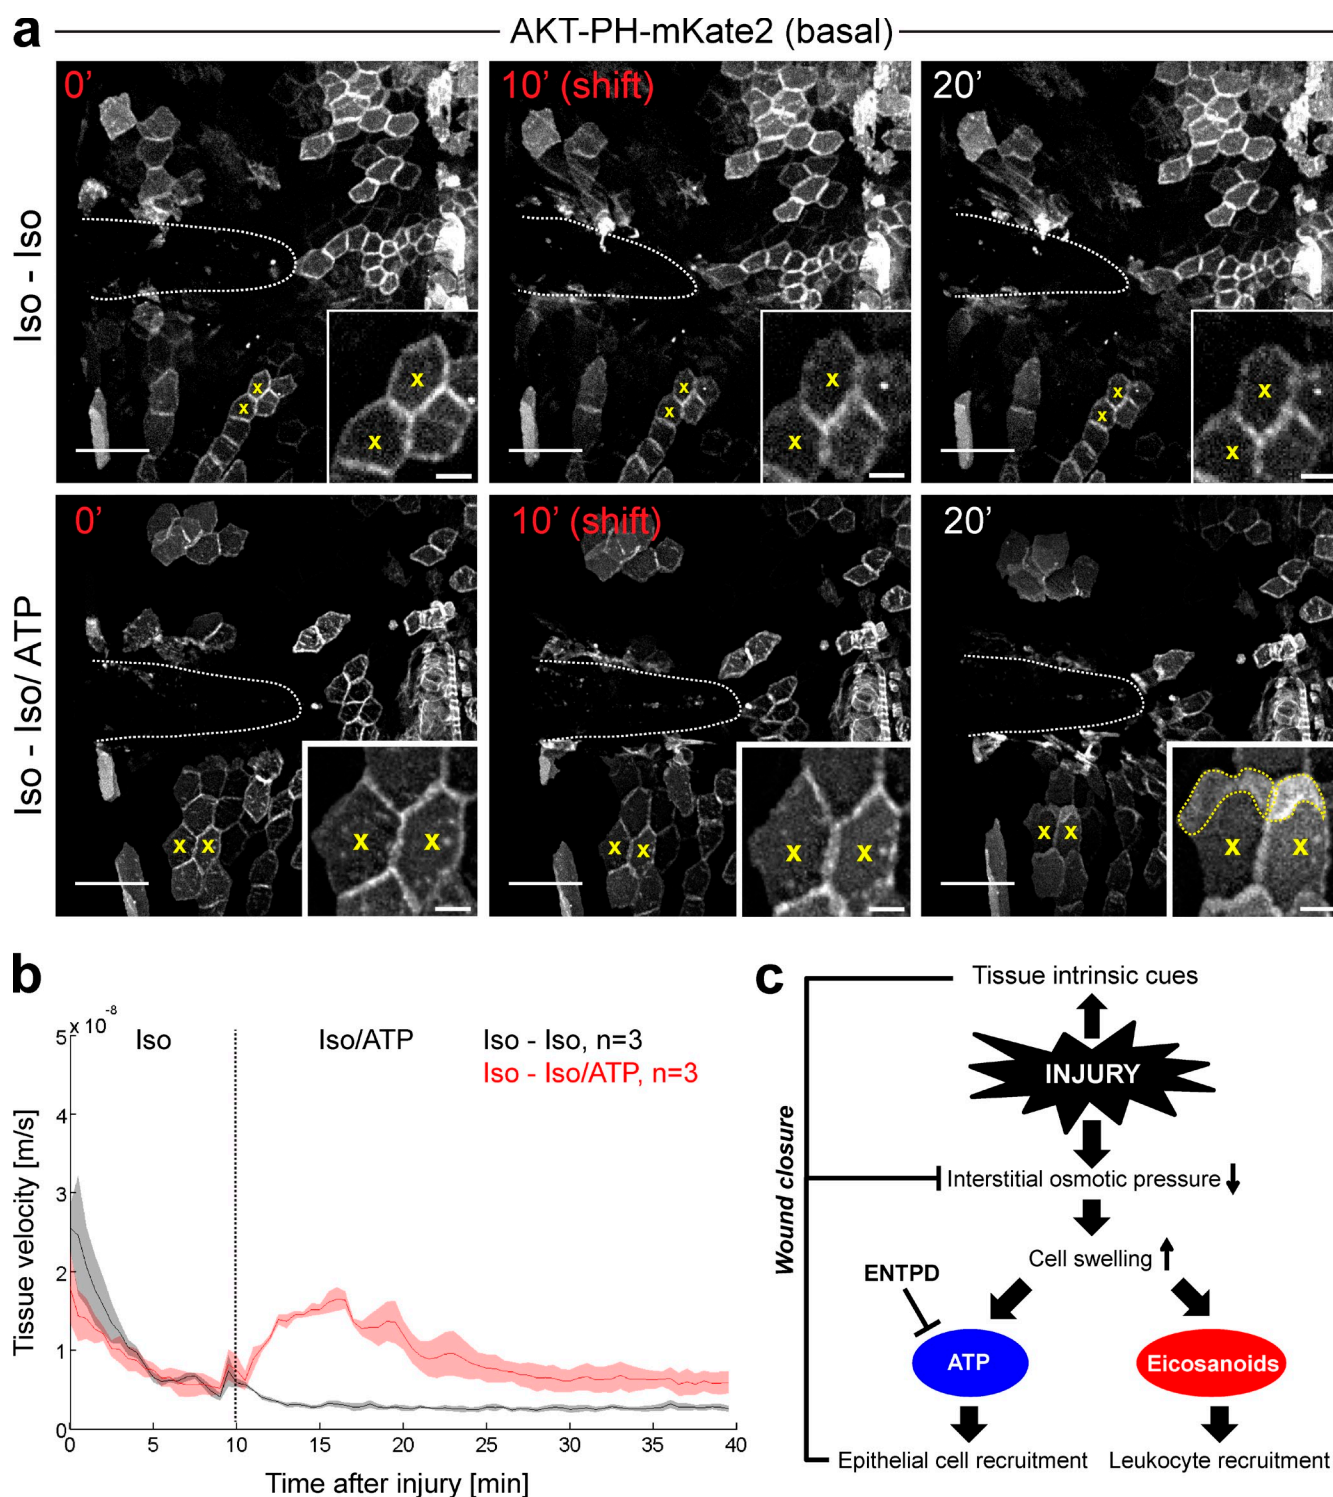 a
AKT-PH-mKate2 (basal)
Iso - Iso
0’
10’ (shift)
20’
x
x
x
x
x
x
x
x
x
x
x
x
Iso - Iso/ ATP
0’
10’ (shift)
20’
x x
x x
x x
x x
x x
x x
b
x 10⁻⁸
5
4
3
2
1
0
Tissue velocity [m/s]
Iso
Iso/ATP
Iso - Iso, n=3
Iso - Iso/ATP, n=3
0 5 10 15 20 25 30 35 40
Time after injury [min]
c
Tissue intrinsic cues
INJURY
Wound closure
Interstitial osmotic pressure
Cell swelling
ENTPD
ATP
Eicosanoids
Epithelial cell recruitment
Leukocyte recruitment